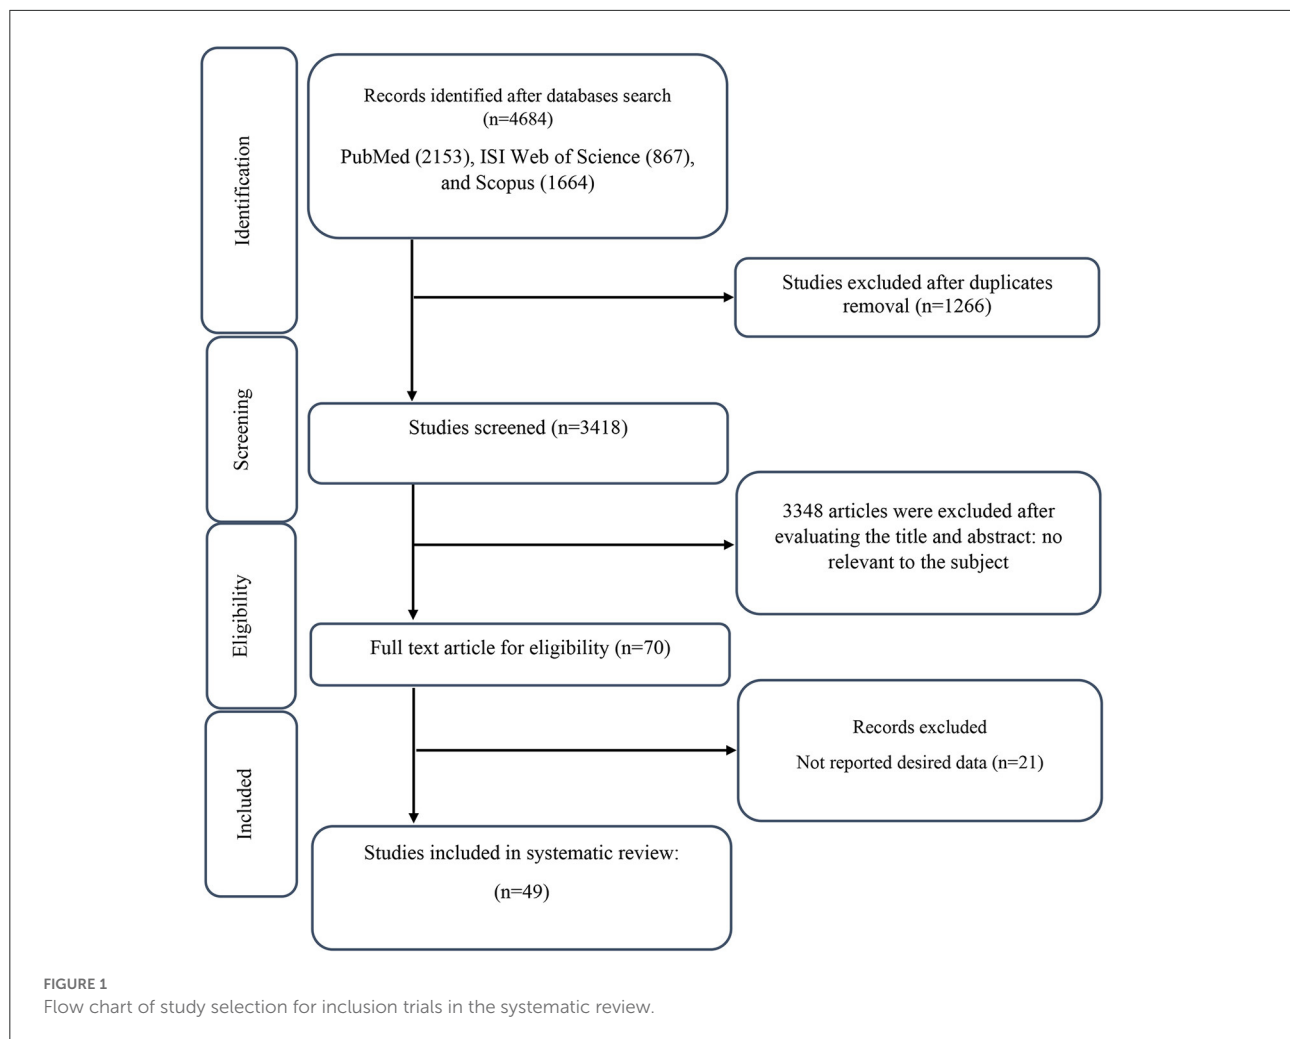 Identification
Records identified after databases search
(n=4684)
PubMed (2153), ISI Web of Science (867),
and Scopus (1664)
Studies excluded after duplicates
removal (n=1266)
Screening
Studies screened (n=3418)
3348 articles were excluded after
evaluating the title and abstract: no
relevant to the subject
Eligibility
Full text article for eligibility (n=70)
Records excluded
Not reported desired data (n=21)
Included
Studies included in systematic review:
(n=49)
FIGURE 1
Flow chart of study selection for inclusion trials in the systematic review.